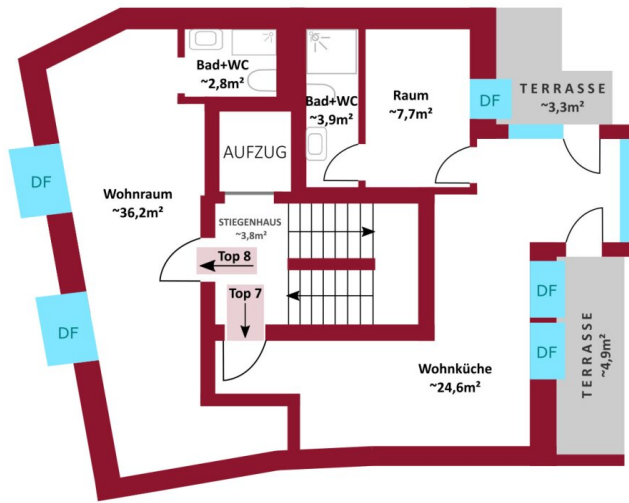 Bad+WC
~2,8m²
Bad+WC
~3,9m²
Raum
~7,7m²
DF
TERRASSE
~3,3m²
AUFZUG
DF
Wohnraum
~36,2m²
STIEGENHAUS
~3,8m²
Top 8
Top 7
DF
DF
DF
Wohnküche
~24,6m²
TERRASSE
~4,9m²